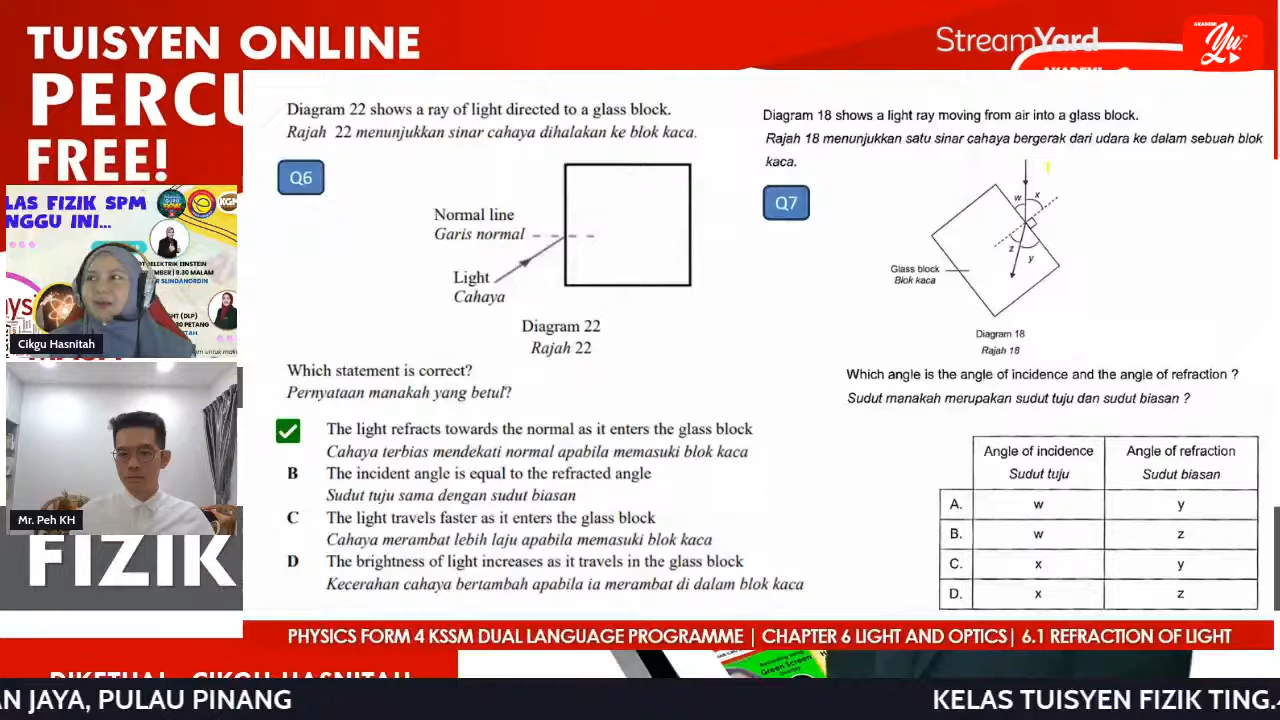 TUISYEN ONLINE
PERCU
FREE!
StreamYard
AKADEMI
Yu
LAS FIZIK SPM
NGGU INI...
KGM
Cikgu Hasnitah
Mr. Peh KH
FIZIK
Diagram 22 shows a ray of light directed to a glass block.
Rajah 22 menunjukkan sinar cahaya dihalakan ke blok kaca.
Q6
Normal line
Garis normal
Light
Cahaya
Diagram 22
Rajah 22
Which statement is correct?
Pernyataan manakah yang betul?
The light refracts towards the normal as it enters the glass block
Cahaya terbias mendekati normal apabila memasuki blok kaca
B The incident angle is equal to the refracted angle
Sudut tuju sama dengan sudut biasan
C The light travels faster as it enters the glass block
Cahaya merambat lebih laju apabila memasuki blok kaca
D The brightness of light increases as it travels in the glass block
Kecerahan cahaya bertambah apabila ia merambat di dalam blok kaca
Diagram 18 shows a light ray moving from air into a glass block.
Rajah 18 menunjukkan satu sinar cahaya bergerak dari udara ke dalam sebuah blok
kaca.
Q7
w x
z y
Glass block
Blok kaca
Diagram 18
Rajah 18
Which angle is the angle of incidence and the angle of refraction ?
Sudut manakah merupakan sudut tuju dan sudut biasan ?
Angle of incidence Angle of refraction
Sudut tuju Sudut biasan
A. w y
B. w z
C. x y
D. x z
PHYSICS FORM 4 KSSM DUAL LANGUAGE PROGRAMME | CHAPTER 6 LIGHT AND OPTICS| 6.1 REFRACTION OF LIGHT
Green Screen
AN JAYA, PULAU PINANG
KELAS TUISYEN FIZIK TING.4